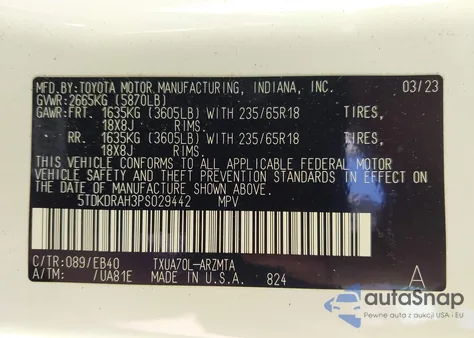 MFD.BY:TOYOTA MOTOR MANUFACTURING, INDIANA, INC. 03/23
GVWR:2665KG (5870LB)
GAWR:FRT. 1635KG (3605LB) WITH 235/65R18 TIRES,
18X8J RIMS.
RR. 1635KG (3605LB) WITH 235/65R18 TIRES,
18X8J RIMS.
THIS VEHICLE CONFORMS TO ALL APPLICABLE FEDERAL MOTOR
VEHICLE SAFETY AND THEFT PREVENTION STANDARDS IN EFFECT ON
THE DATE OF MANUFACTURE SHOWN ABOVE.
5TDKDRAH3PS029442 MPV
C/TR:089/EB40 TXUA70L-ARZMTA
A/TM: /UA81E MADE IN U.S.A. 824 A
autoSnap
Pewne auta z aukcji USA i EU